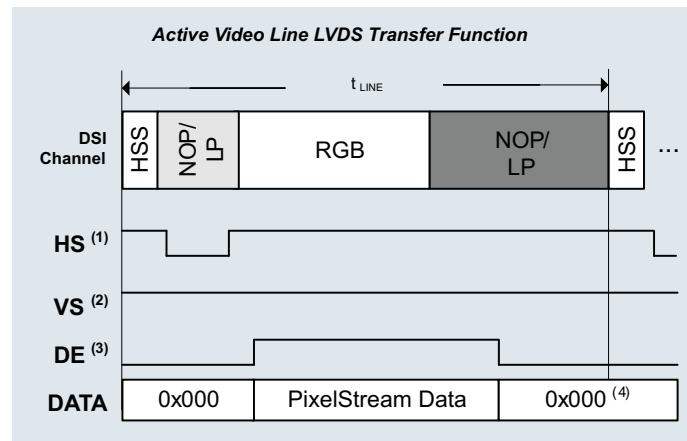 Active Video Line LVDS Transfer Function
t LINE
DSI
Channel
HSS
NOP/
LP
RGB
NOP/
LP
HSS
...
HS (1)
VS (2)
DE (3)
DATA
0x000
PixelStream Data
0x000 (4)